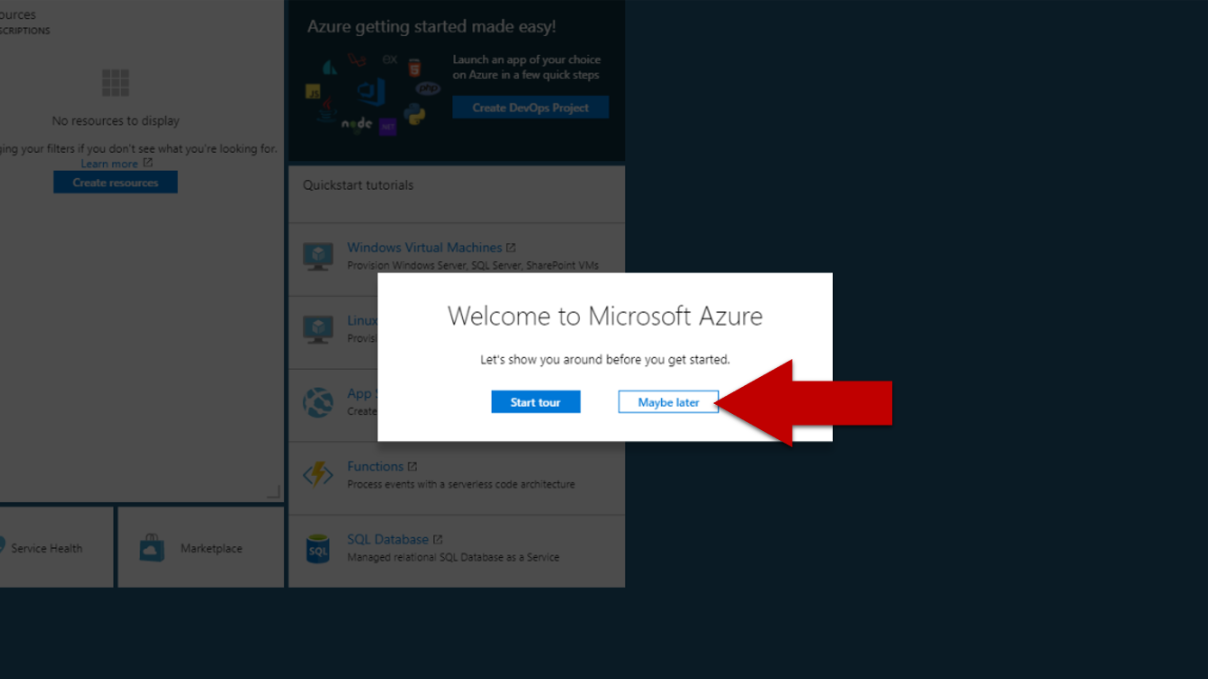 ources
SCRIPTIONS
No resources to display
ging your filters if you don't see what you're looking for.
Learn more
Create resources
Service Health
Marketplace
Azure getting started made easy!
Launch an app of your choice
on Azure in a few quick steps
Create DevOps Project
JS
php
node
.NET
Quickstart tutorials
Windows Virtual Machines
Provision Windows Server, SQL Server, SharePoint VMs
Linux
Provis
App S
Create
Functions
Process events with a serverless code architecture
SQL
SQL Database
Managed relational SQL Database as a Service
Welcome to Microsoft Azure
Let's show you around before you get started.
Start tour
Maybe later